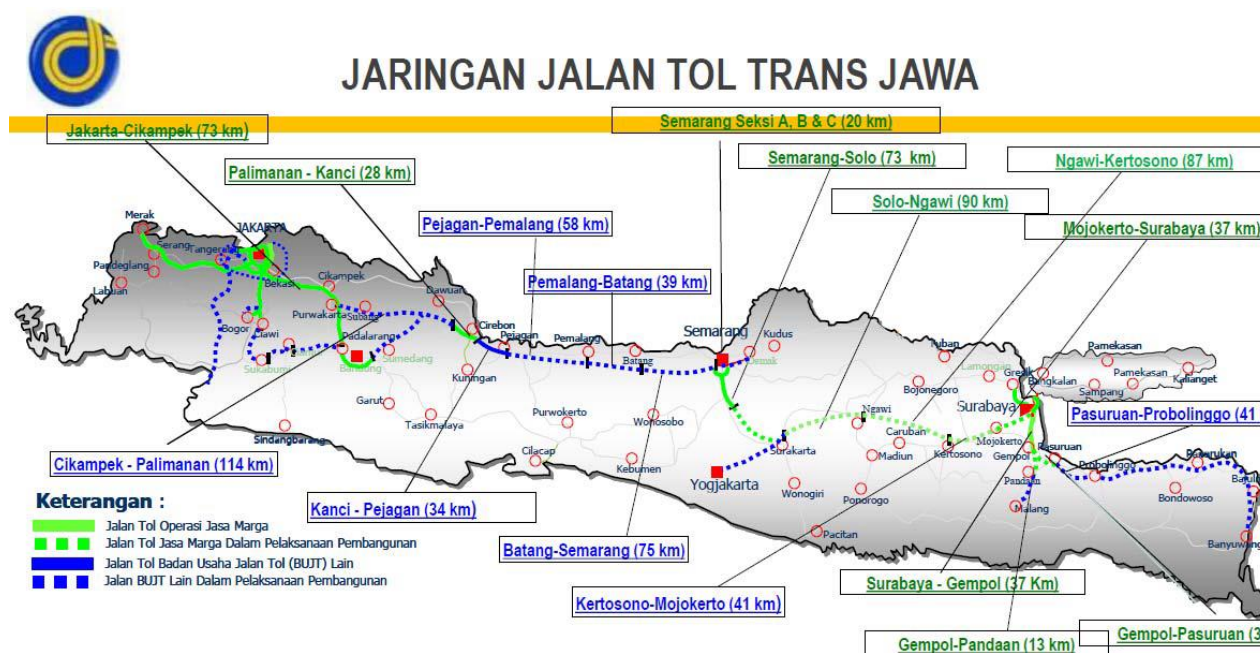 JARINGAN JALAN TOL TRANS JAWA
Jakarta-Cikampek (73 km)
Semarang Seksi A, B & C (20 km)
Palimanan - Kanci (28 km)
Semarang-Solo (73 km)
Ngawi-Kertosono (87 km)
Pejagan-Pemalang (58 km)
Solo-Ngawi (90 km)
Mojokerto-Surabaya (37 km)
Pemalang-Batang (39 km)
Merak
JAKARTA
Serang
Tangerang
Pandeglang
Labuan
Bekasi
Cikampek
Dawuan
Purwakarta
Subang
Bogor
Ciawi
Padalarang
Cirebon
Pejagan
Pemalang
Batang
Semarang
Kudus
Demak
Tuban
Lamongan
Gresik
Bangkalan
Pamekasan
Sampang
Pamekasan
Kalianget
Sukabumi
Bandung
Sumedang
Kuningan
Bojonegoro
Surabaya
Pasuruan-Probolinggo (41
Garut
Tasikmalaya
Purwokerto
Wonosobo
Ngawi
Caruban
Mojokerto
Sindangbarang
Cilacap
Kebumen
Surakarta
Madiun
Kertosono
Gempol
Pasuruan
Probolinggo
Cikampek - Palimanan (114 km)
Yogjakarta
Wonogiri
Ponorogo
Pandaan
Malang
Bondowoso
Keterangan :
Kanci - Pejagan (34 km)
Pacitan
Banyuwangi
Jalan Tol Operasi Jasa Marga
Jalan Tol Jasa Marga Dalam Pelaksanaan Pembangunan
Jalan Tol Badan Usaha Jalan Tol (BUJT) Lain
Jalan BUJT Lain Dalam Pelaksanaan Pembangunan
Batang-Semarang (75 km)
Surabaya - Gempol (37 Km)
Kertosono-Mojokerto (41 km)
Gempol-Pandaan (13 km)
Gempol-Pasuruan (3